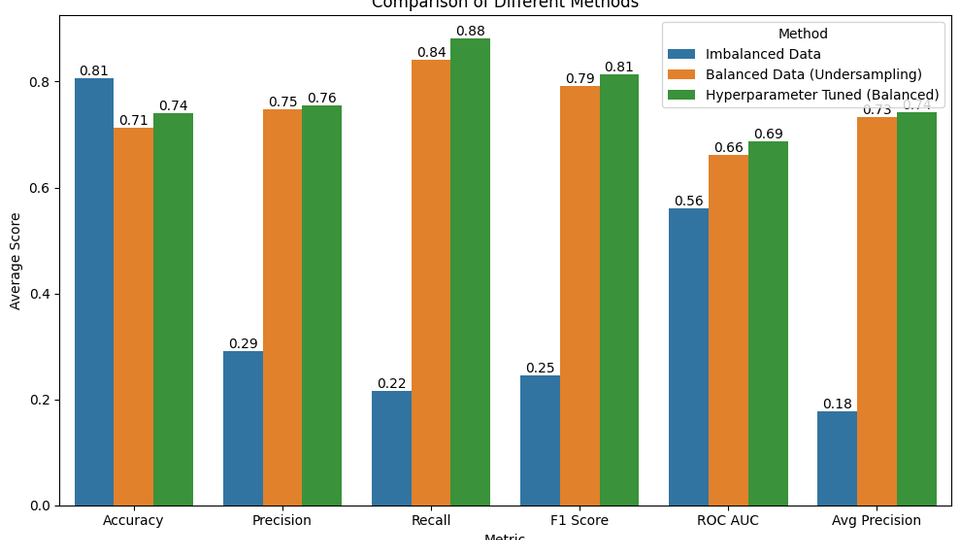 Comparison of Different Methods
Method
Imbalanced Data
Balanced Data (Undersampling)
Hyperparameter Tuned (Balanced)
Average Score
0.8
0.6
0.4
0.2
0.0
0.81
0.71
0.74
0.29
0.75
0.76
0.22
0.84
0.88
0.25
0.79
0.81
0.56
0.66
0.69
0.18
0.73
0.74
Accuracy
Precision
Recall
F1 Score
ROC AUC
Avg Precision
Metric